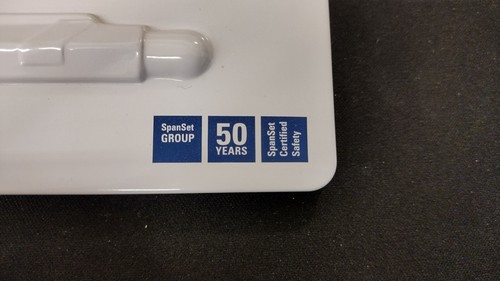 SpanSet
GROUP
50
YEARS
SpanSet
Certified
Safety